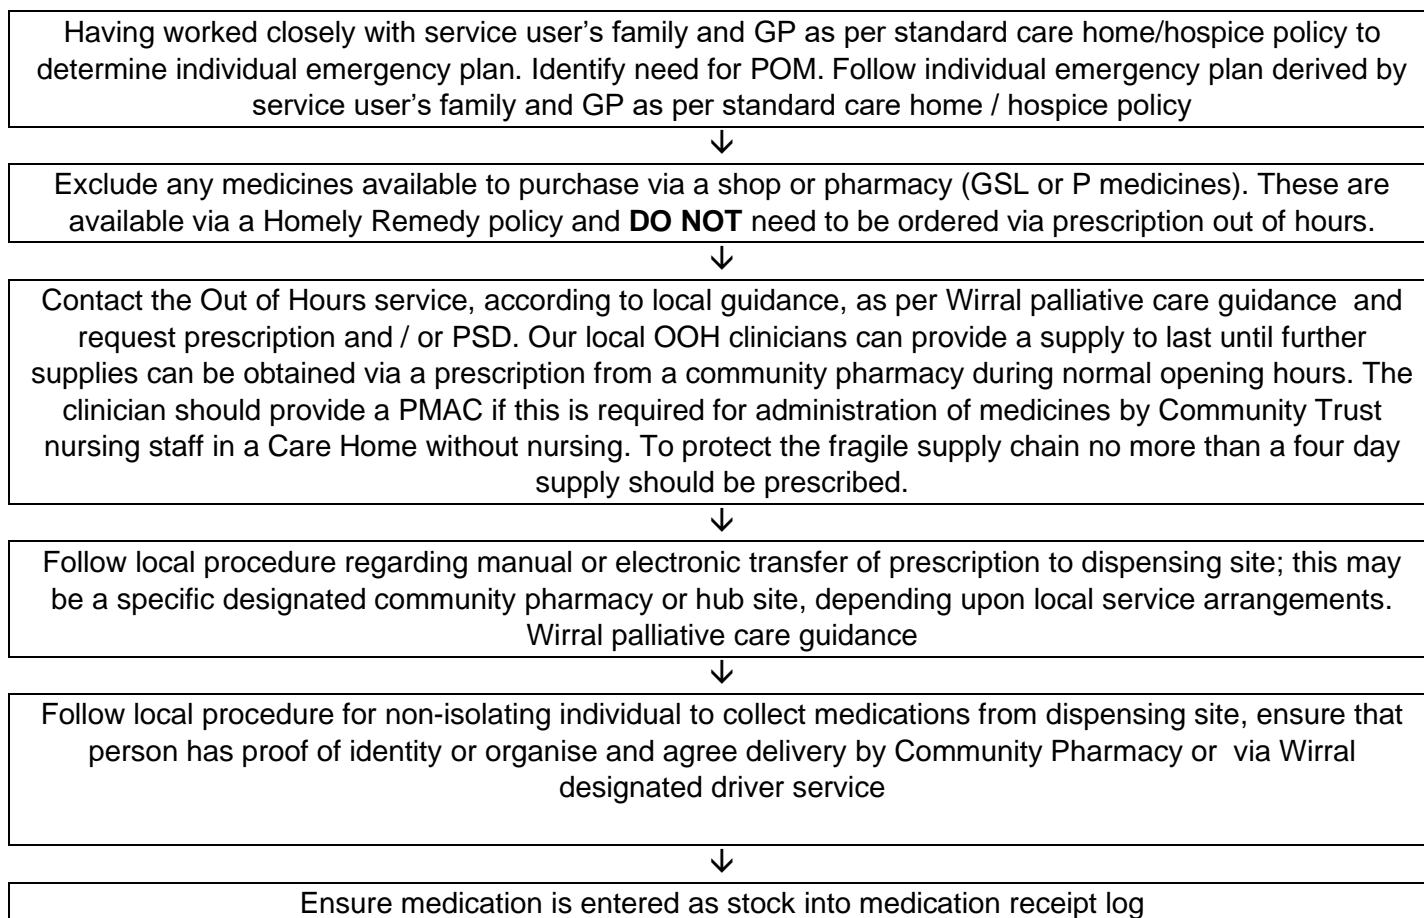 Having worked closely with service user's family and GP as per standard care home/hospice policy to
determine individual emergency plan. Identify need for POM. Follow individual emergency plan derived by
service user's family and GP as per standard care home / hospice policy
↓
Exclude any medicines available to purchase via a shop or pharmacy (GSL or P medicines). These are
available via a Homely Remedy policy and DO NOT need to be ordered via prescription out of hours.
↓
Contact the Out of Hours service, according to local guidance, as per Wirral palliative care guidance  and
request prescription and / or PSD. Our local OOH clinicians can provide a supply to last until further
supplies can be obtained via a prescription from a community pharmacy during normal opening hours. The
clinician should provide a PMAC if this is required for administration of medicines by Community Trust
nursing staff in a Care Home without nursing. To protect the fragile supply chain no more than a four day
supply should be prescribed.
↓
Follow local procedure regarding manual or electronic transfer of prescription to dispensing site; this may
be a specific designated community pharmacy or hub site, depending upon local service arrangements.
Wirral palliative care guidance
↓
Follow local procedure for non-isolating individual to collect medications from dispensing site, ensure that
person has proof of identity or organise and agree delivery by Community Pharmacy or  via Wirral
designated driver service
↓
Ensure medication is entered as stock into medication receipt log